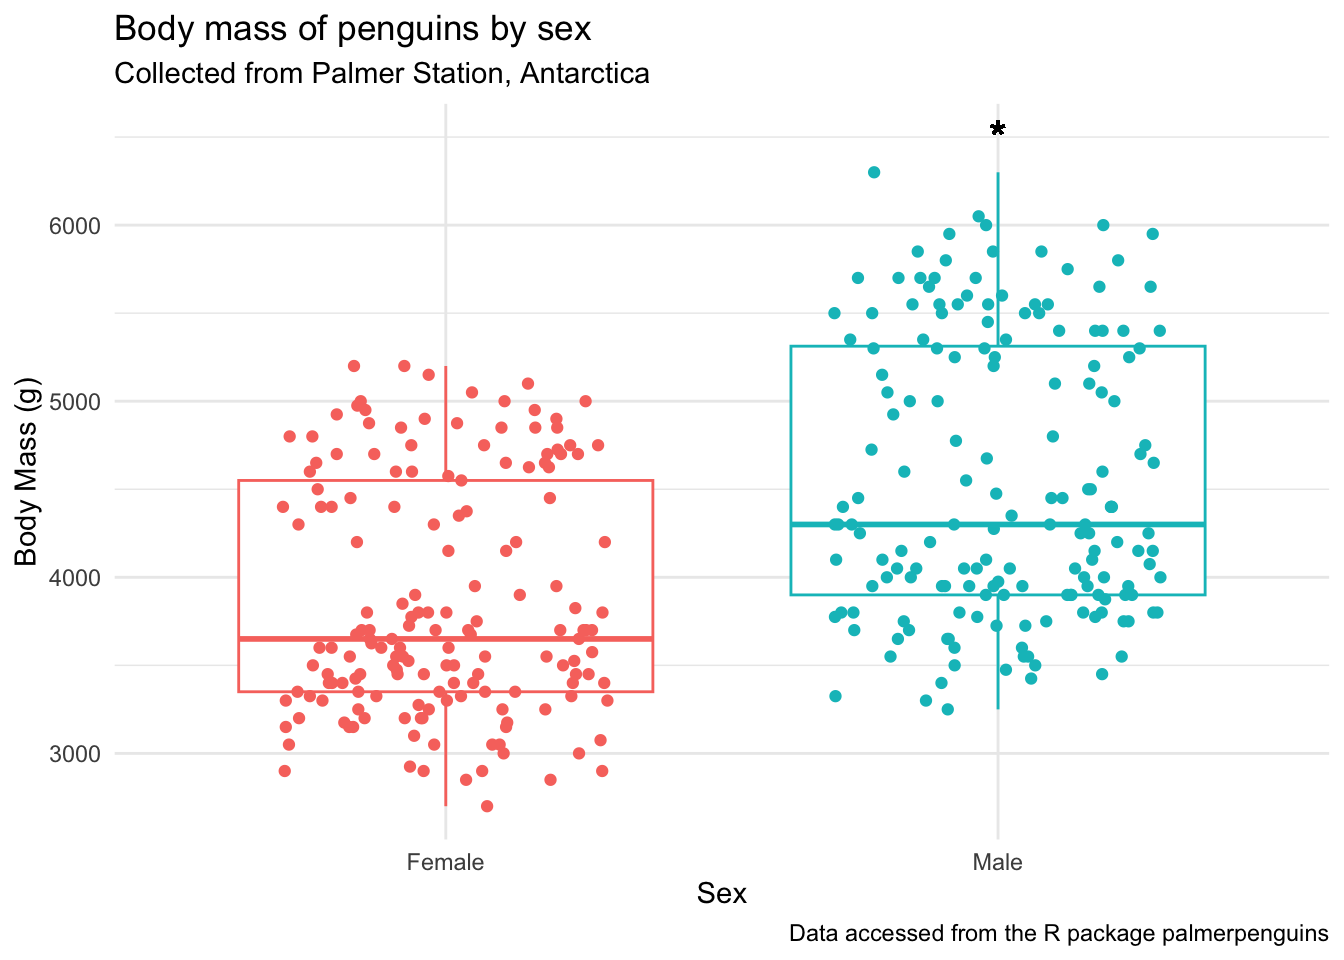 Body mass of penguins by sex
Collected from Palmer Station, Antarctica
*
6000
5000
4000
3000
Body Mass (g)
Female
Male
Sex
Data accessed from the R package palmerpenguins